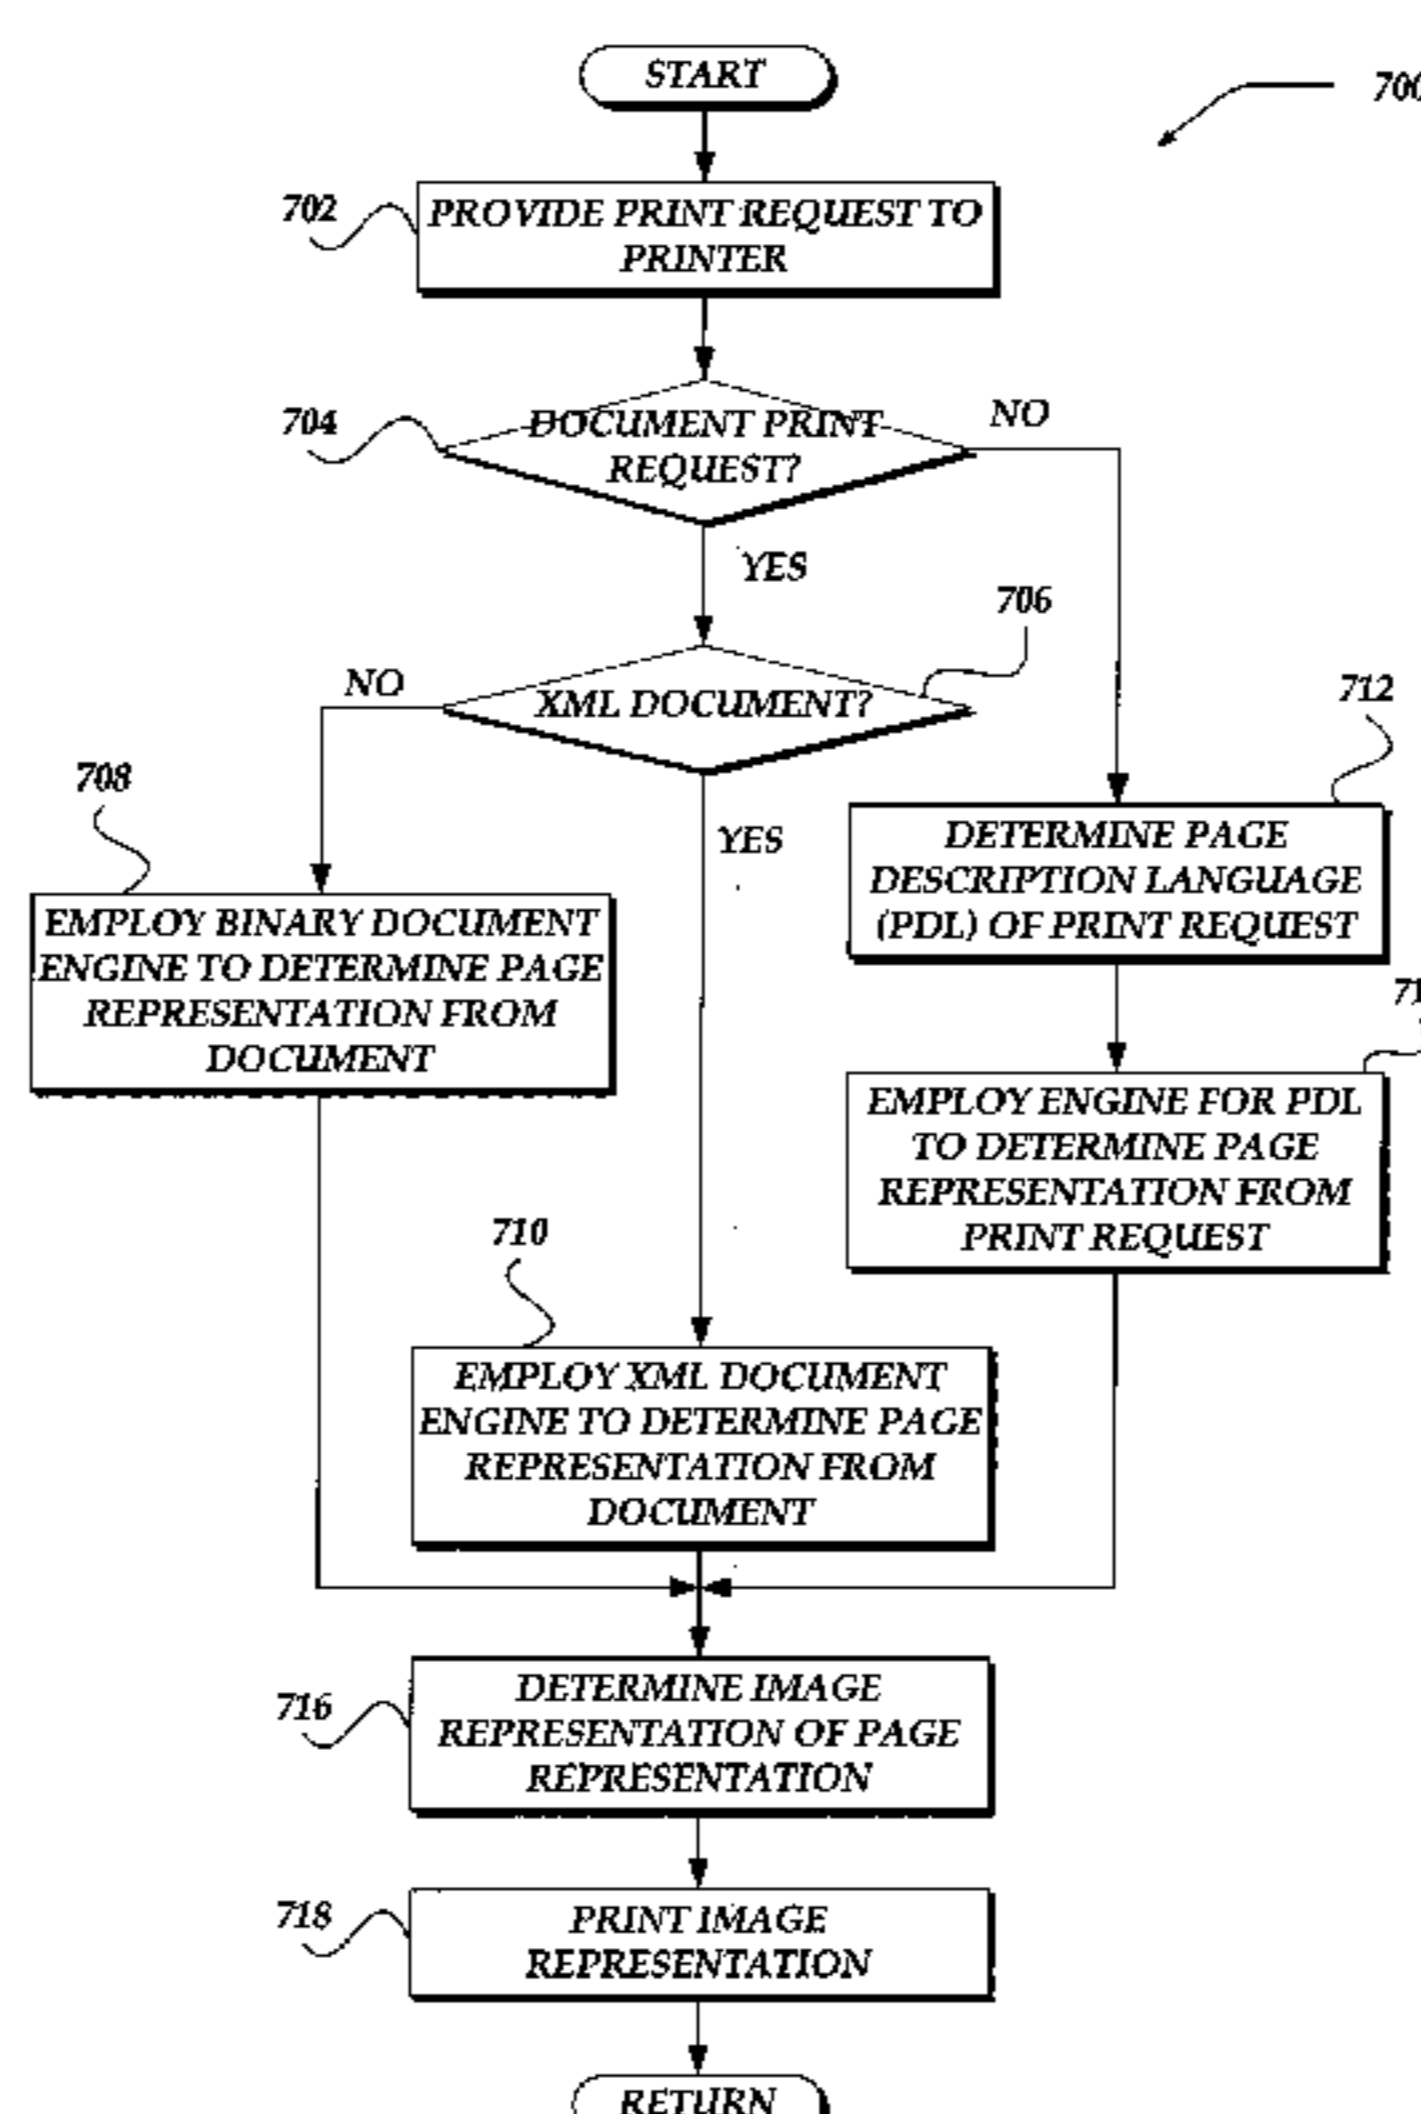 START
700
702
PROVIDE PRINT REQUEST TO
PRINTER
704
DOCUMENT PRINT
REQUEST?
NO
YES
706
XML DOCUMENT?
NO
712
708
YES
DETERMINE PAGE
DESCRIPTION LANGUAGE
(PDL) OF PRINT REQUEST
EMPLOY BINARY DOCUMENT
ENGINE TO DETERMINE PAGE
REPRESENTATION FROM
DOCUMENT
EMPLOY ENGINE FOR PDL
TO DETERMINE PAGE
REPRESENTATION FROM
PRINT REQUEST
710
EMPLOY XML DOCUMENT
ENGINE TO DETERMINE PAGE
REPRESENTATION FROM
DOCUMENT
716
DETERMINE IMAGE
REPRESENTATION OF PAGE
REPRESENTATION
718
PRINT IMAGE
REPRESENTATION
RETURN